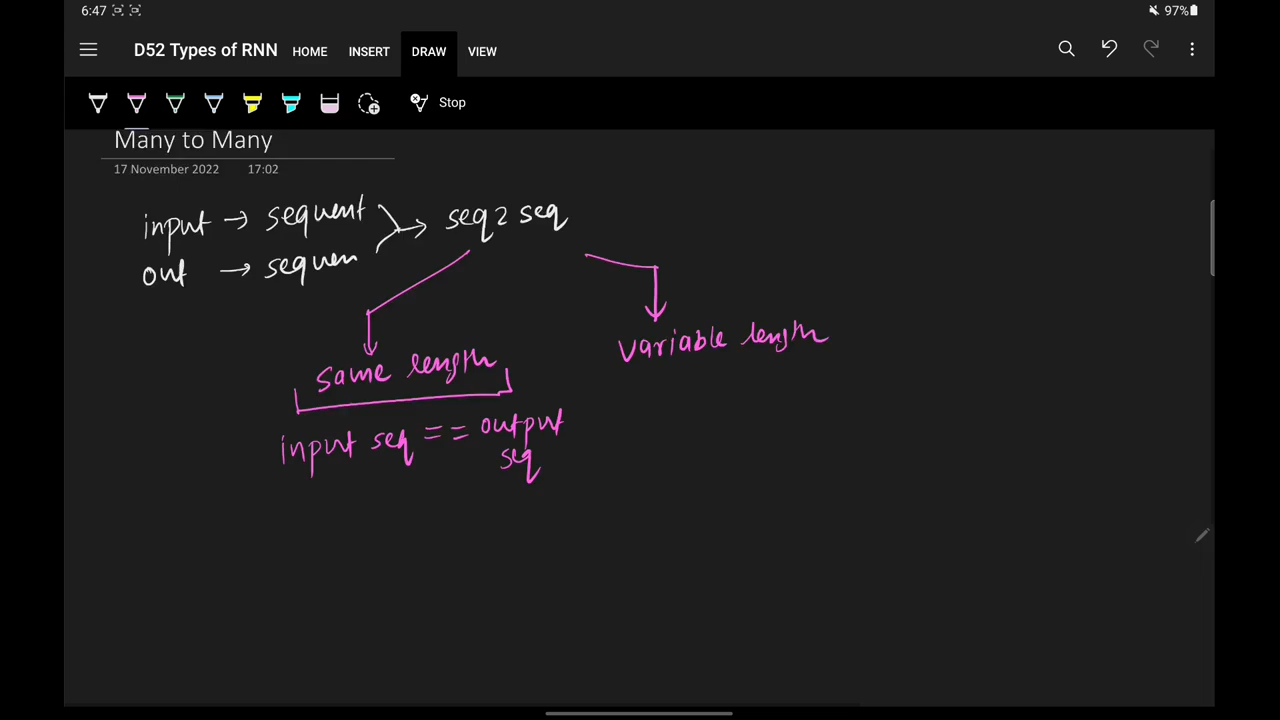 6:47 97%
D52 Types of RNN HOME INSERT DRAW VIEW
Stop
Many to Many
17 November 2022 17:02
input → sequent
out → sequen
→ seq2seq
same length
variable length
input seq == output
seq